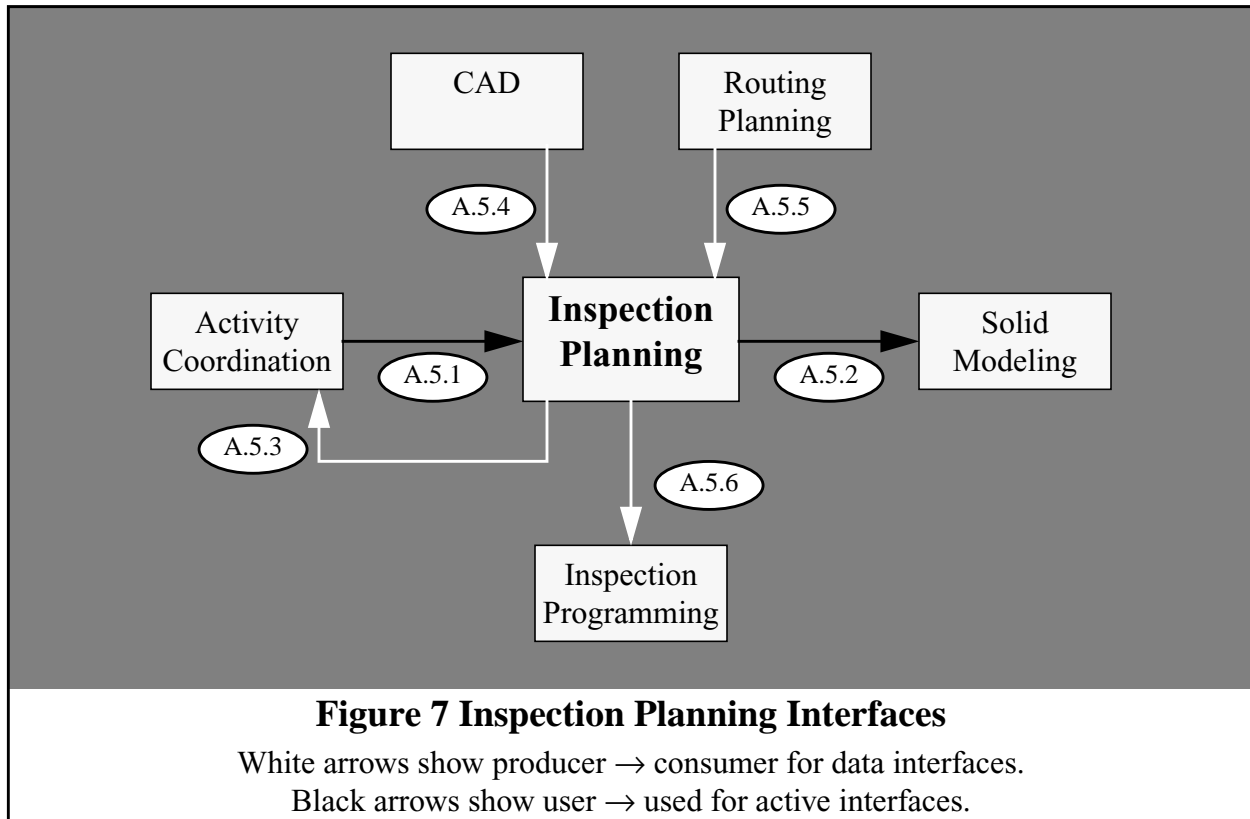 CAD
Routing
Planning
A.5.4
A.5.5
Activity
Coordination
Inspection
Planning
Solid
Modeling
A.5.1
A.5.2
A.5.3
A.5.6
Inspection
Programming
Figure 7 Inspection Planning Interfaces
White arrows show producer → consumer for data interfaces.
Black arrows show user → used for active interfaces.